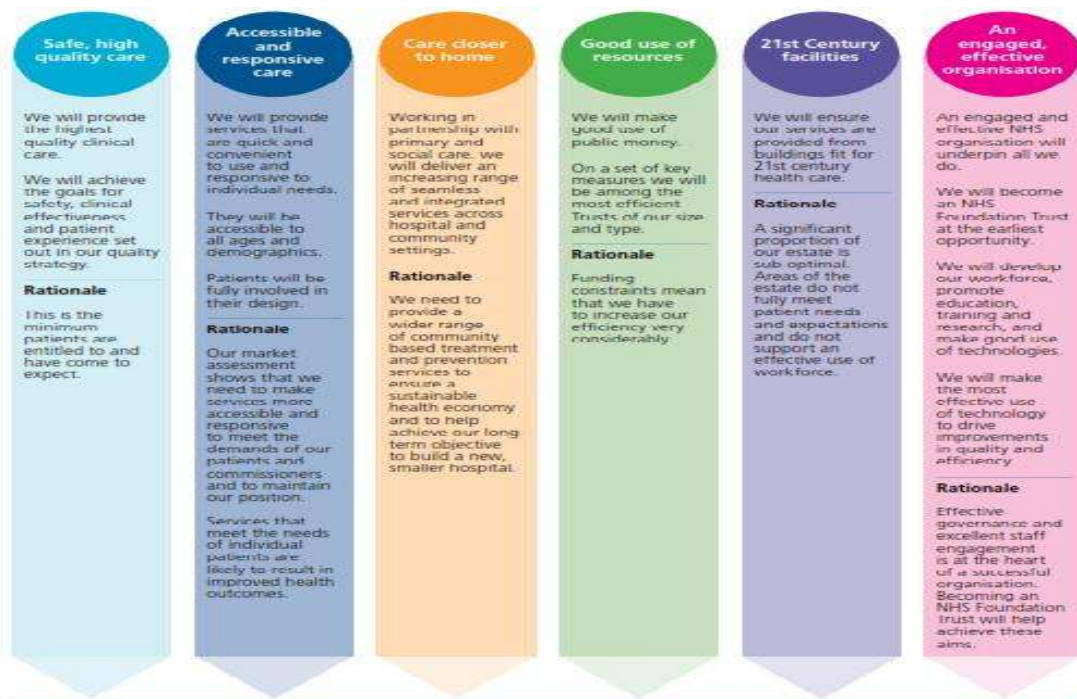 Safe, high
quality care
We will provide
the highest
quality clinical
care.
We will achieve
the goals for
safety, clinical
effectiveness
and patient
experience set
out in our quality
strategy.
Rationale
This is the
minimum
patients are
entitled to and
have come to
expect.
Accessible
and
responsive
care
We will provide
services that
are quick and
convenient
to use and
responsive to
individual needs.
They will be
accessible to
all ages and
demographics.
Patients will be
fully involved in
their design.
Rationale
Our market
assessment
shows that we
need to make
services more
accessible and
responsive
to meet the
demands of our
patients and
commissioners
and to maintain
our position.
Services that
meet the needs
of individual
patients are
likely to result in
improved health
outcomes.
Care closer
to home
Working in
partnership with
primary and
social care, we
will deliver an
increasing range
of seamless
and integrated
services across
hospital and
community
settings.
Rationale
We need to
provide a
wider range
of community
based treatment
and prevention
services to
ensure a
sustainable
health economy
and to help
achieve our long
term objective
to build a new,
smaller hospital.
Good use of
resources
We will make
good use of
public money.
On a set of key
measures we will
be among the
most efficient
Trusts of our size
and type.
Rationale
Funding
constraints mean
that we have
to increase our
efficiency very
considerably
21st Century
facilities
We will ensure
our services are
provided from
buildings fit for
21st century
health care.
Rationale
A significant
proportion of
our estate is
sub optimal.
Areas of the
estate do not
fully meet
patient needs
and expectations
and do not
support an
effective use of
workforce.
An
engaged,
effective
organisation
An engaged and
effective NHS
organisation will
underpin all we
do.
We will become
an NHS
Foundation Trust
at the earliest
opportunity.
We will develop
our workforce,
promote
education,
training and
research, and
make good use
of technologies.
We will make
the most
effective use
of technology
to drive
improvements
in quality and
efficiency
Rationale
Effective
governance and
excellent staff
engagement
is at the heart
of a successful
organisation.
Becoming an
NHS Foundation
Trust will help
achieve these
aims.